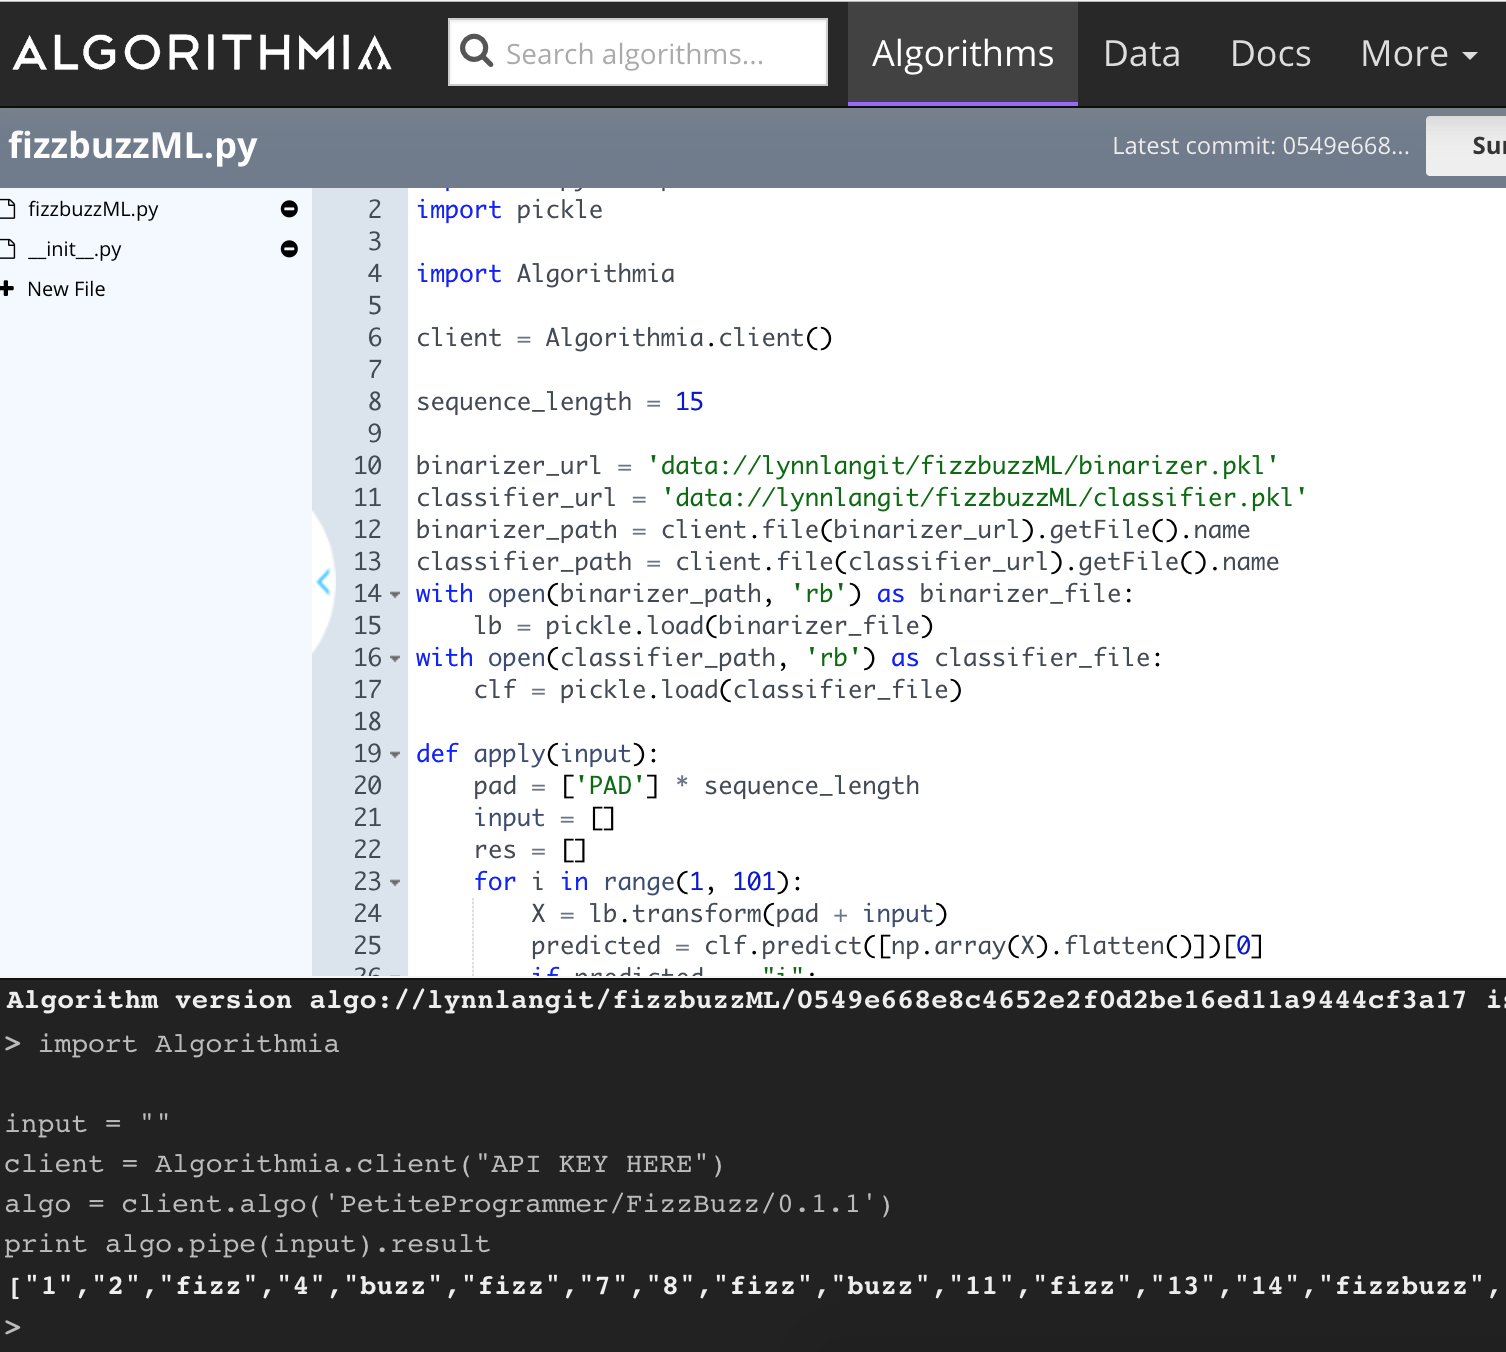 ALGORITHMIA
Search algorithms...
Algorithms Data Docs More
fizzbuzzML.py
Latest commit: 0549e668...
fizzbuzzML.py
__init__.py
New File
2 import pickle
3
4 import Algorithmia
5
6 client = Algorithmia.client()
7
8 sequence_length = 15
9
10 binarizer_url = 'data://lynnlangit/fizzbuzzML/binarizer.pkl'
11 classifier_url = 'data://lynnlangit/fizzbuzzML/classifier.pkl'
12 binarizer_path = client.file(binarizer_url).getFile().name
13 classifier_path = client.file(classifier_url).getFile().name
14 with open(binarizer_path, 'rb') as binarizer_file:
15     lb = pickle.load(binarizer_file)
16 with open(classifier_path, 'rb') as classifier_file:
17     clf = pickle.load(classifier_file)
18
19 def apply(input):
20     pad = ['PAD'] * sequence_length
21     input = []
22     res = []
23     for i in range(1, 101):
24         X = lb.transform(pad + input)
25         predicted = clf.predict([np.array(X).flatten()])[0]
Algorithm version algo://lynnlangit/fizzbuzzML/0549e668e8c4652e2f0d2be16ed11a9444cf3a17
> import Algorithmia
input = ""
client = Algorithmia.client("API KEY HERE")
algo = client.algo('PetiteProgrammer/FizzBuzz/0.1.1')
print algo.pipe(input).result
["1","2","fizz","4","buzz","fizz","7","8","fizz","buzz","11","fizz","13","14","fizzbuzz",
>